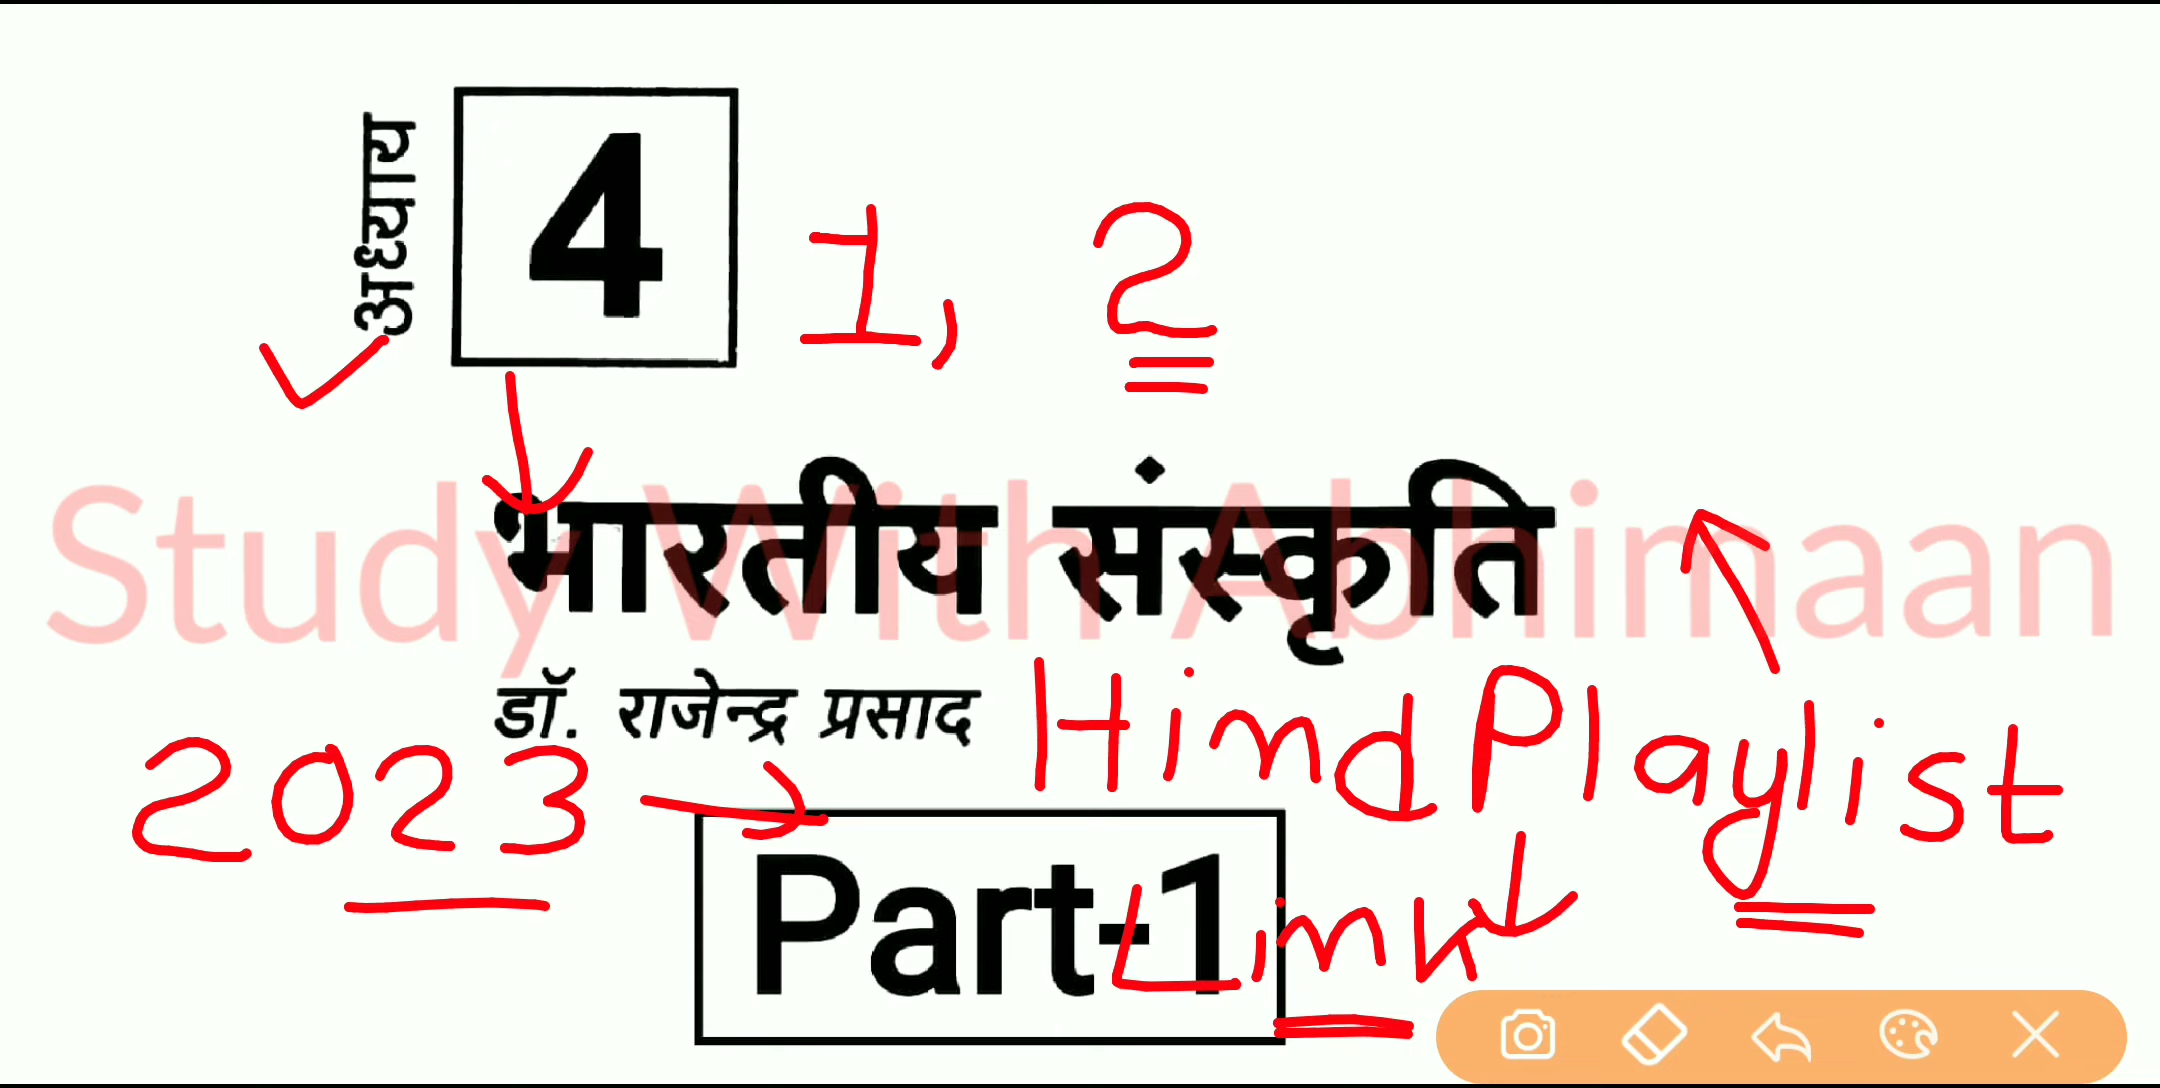 अध्याय 4 1, 2
भारतीय संस्कृति
Study With Abhimaan
डॉ. राजेन्द्र प्रसाद
Hind Playlist
2023
Part-1
Link